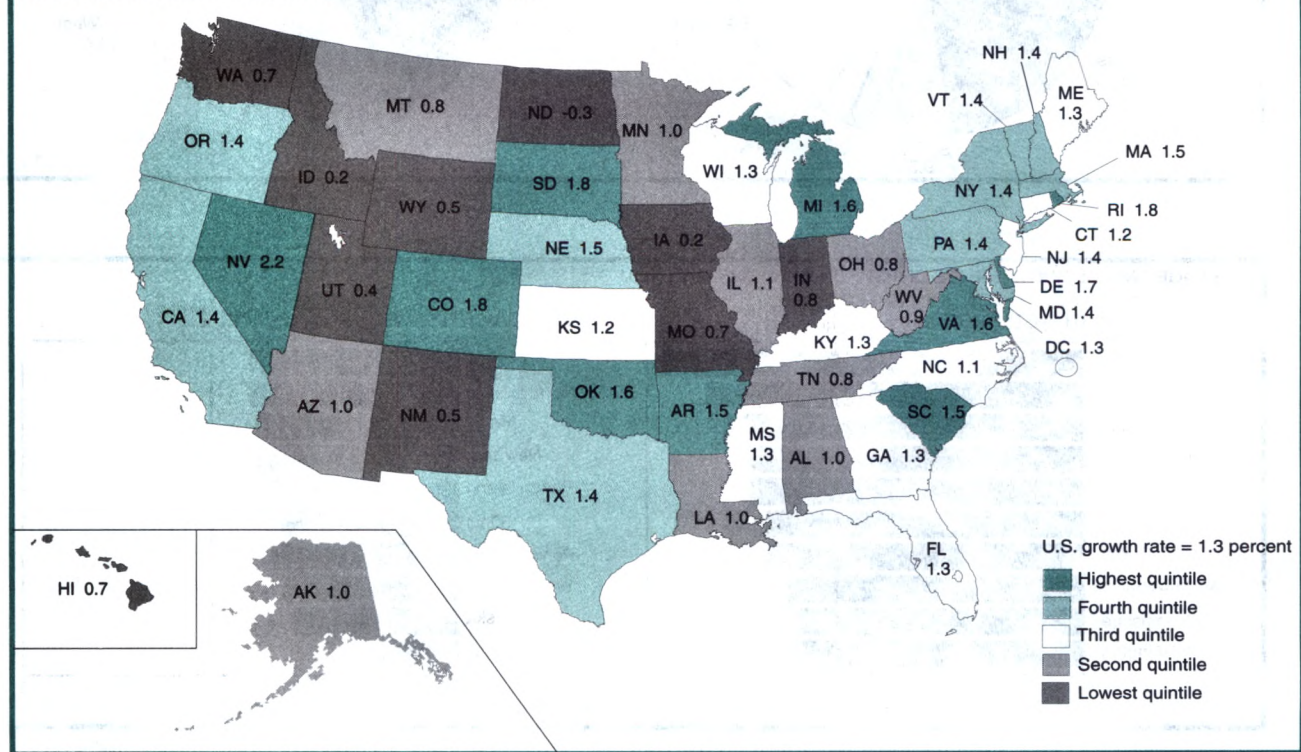 NH 1.4
WA 0.7
MT 0.8
ND -0.3
MN 1.0
VT 1.4
ME
1.3
OR 1.4
ID 0.2
WY 0.5
SD 1.8
WI 1.3
MI 1.6
NY 1.4
MA 1.5
RI 1.8
CT 1.2
NV 2.2
UT 0.4
CO 1.8
NE 1.5
IA 0.2
IL 1.1
IN
0.8
OH 0.8
PA 1.4
NJ 1.4
DE 1.7
MD 1.4
DC 1.3
CA 1.4
KS 1.2
MO 0.7
KY 1.3
WV
0.9
VA 1.6
AZ 1.0
NM 0.5
OK 1.6
AR 1.5
TN 0.8
NC 1.1
SC 1.5
TX 1.4
LA 1.0
MS
1.3
AL 1.0
GA 1.3
FL
1.3
HI 0.7
AK 1.0
U.S. growth rate = 1.3 percent
Highest quintile
Fourth quintile
Third quintile
Second quintile
Lowest quintile